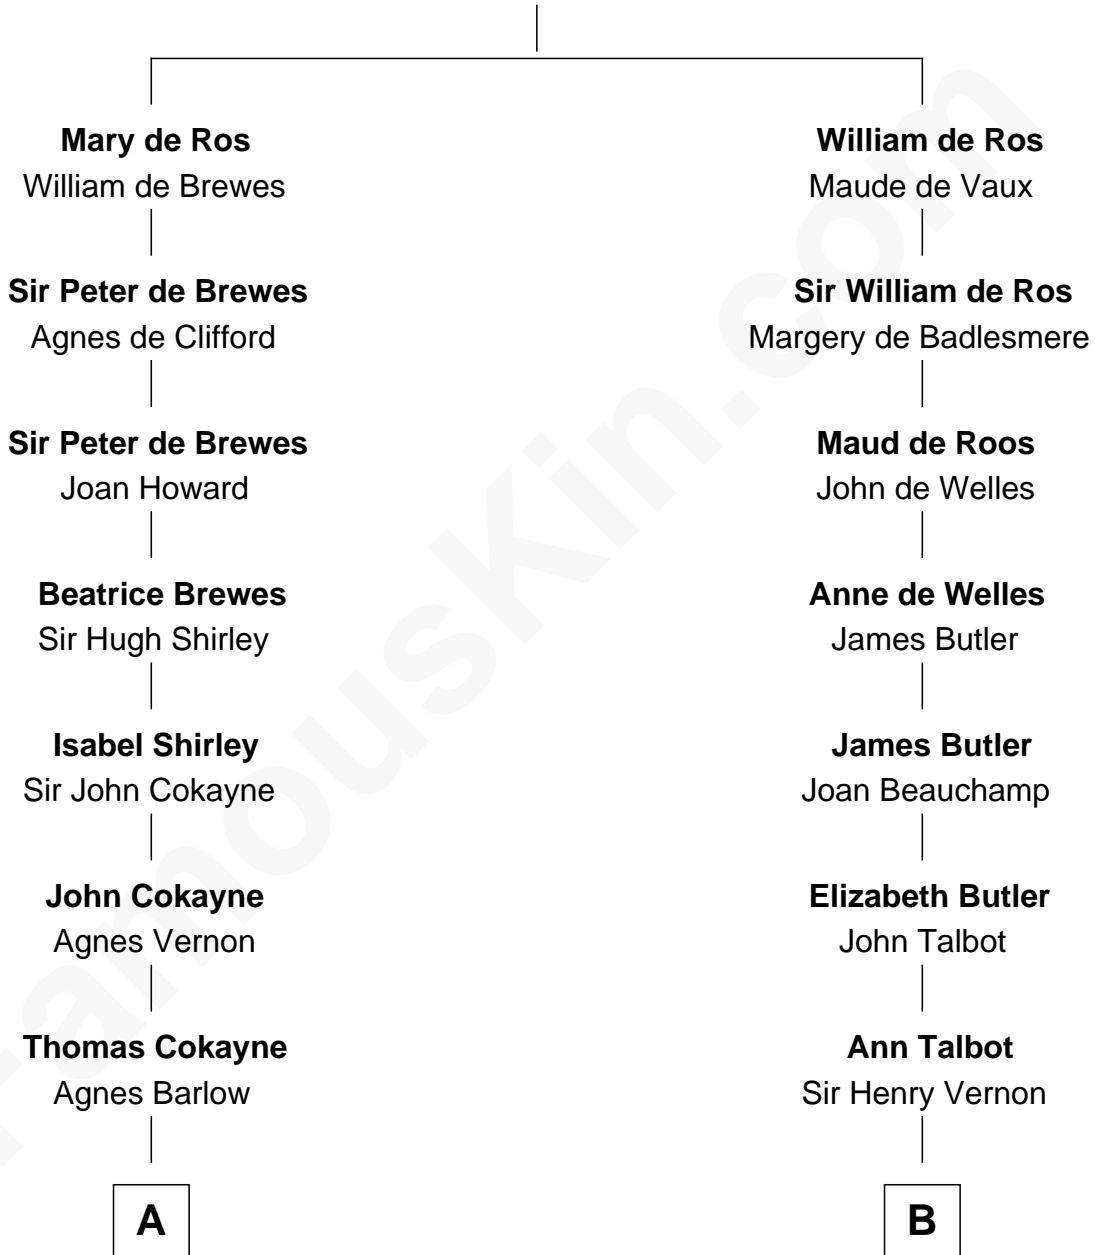 Mary de Ros
William de Brewes
William de Ros
Maude de Vaux
Sir Peter de Brewes
Agnes de Clifford
Sir William de Ros
Margery de Badlesmere
Sir Peter de Brewes
Joan Howard
Maud de Roos
John de Welles
Beatrice Brewes
Sir Hugh Shirley
Anne de Welles
James Butler
Isabel Shirley
Sir John Cokayne
James Butler
Joan Beauchamp
John Cokayne
Agnes Vernon
Elizabeth Butler
John Talbot
Thomas Cokayne
Agnes Barlow
Ann Talbot
Sir Henry Vernon
A
B
FamousKin.com